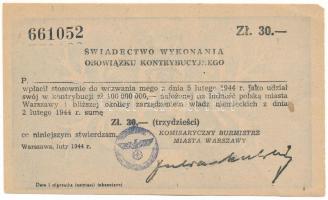 661052
Zł. 30.—
ŚWIADECTWO WYKONANIA
OBOWIĄZKU KONTRYBUCYJNEGO
P.
wpłacił stosownie do wezwania mego z dnia 5 lutego 1944 r. jako udział
swój w kontrybucji zł 100 000 000,— nałożonej na ludność polską miasta
Warszawy i bliższej okolicy zarządzeniem władz niemieckich z dnia
2 lutego 1944 r. sumę
Zł. 30,— (trzydzieści)
co niniejszym stwierdzam.
KOMISARYCZNY BURMISTRZ
MIASTA WARSZAWY
Warszawa, luty 1944 r.
Data i stipisjka